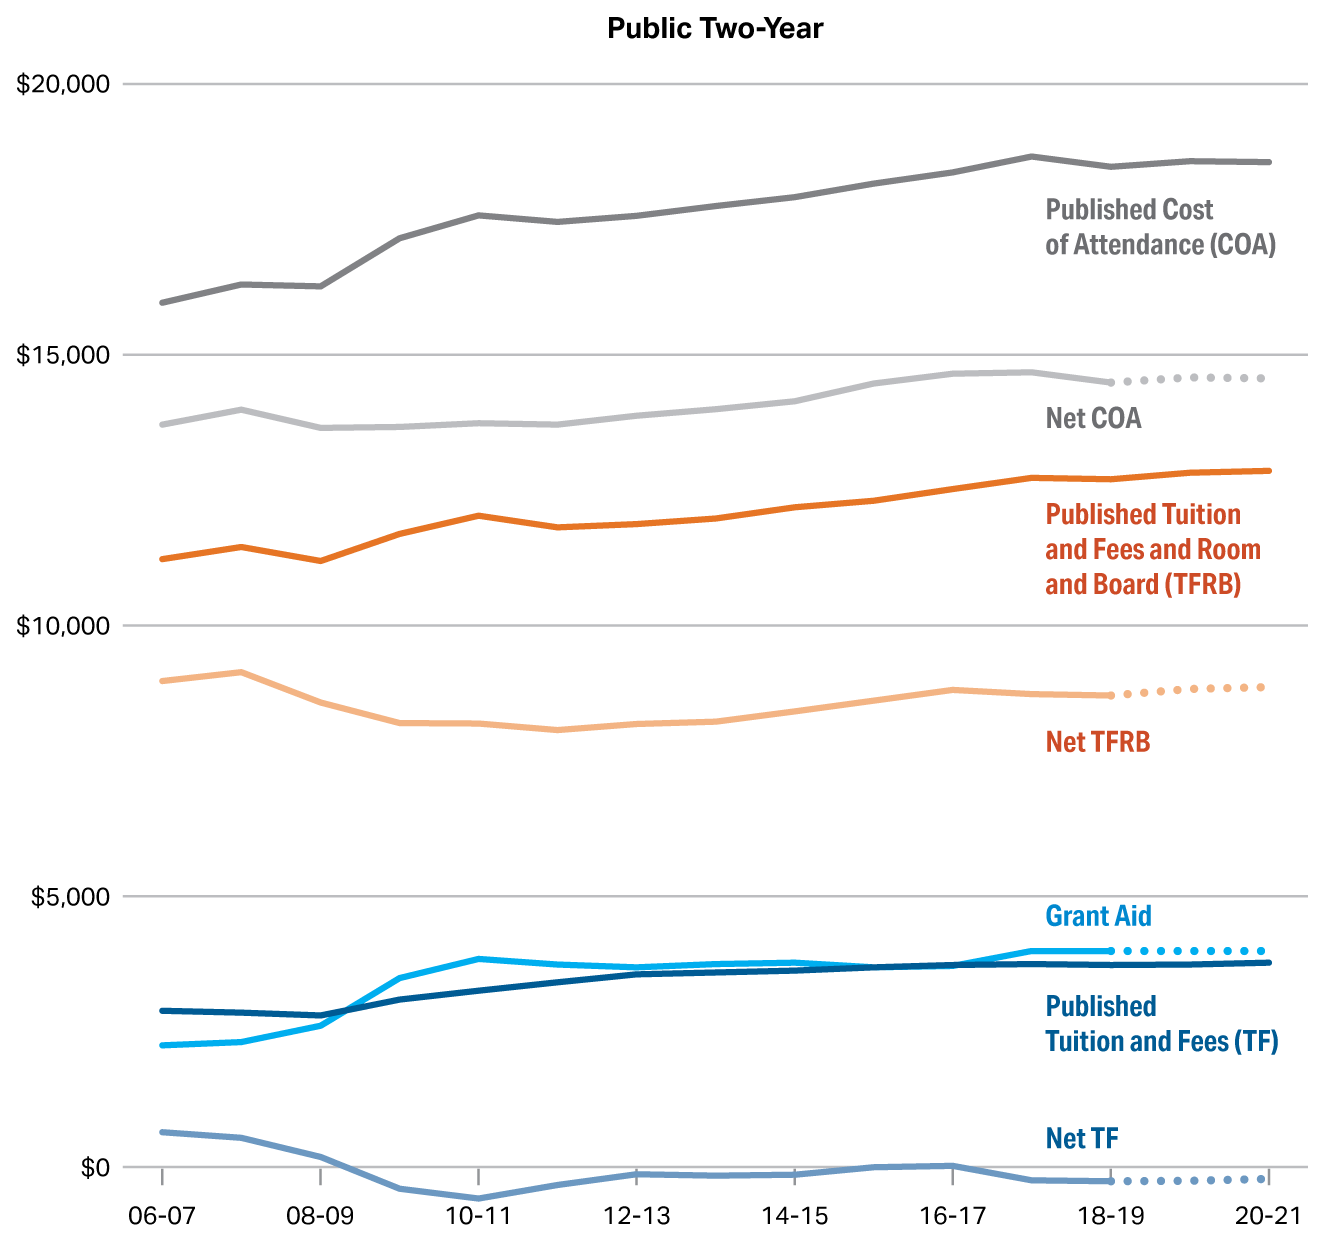 Public Two-Year
$20,000
Published Cost
of Attendance (COA)
$15,000
Net COA
Published Tuition
and Fees and Room
and Board (TFRB)
$10,000
Net TFRB
$5,000
Grant Aid
Published
Tuition and Fees (TF)
Net TF
$0
06-07 08-09 10-11 12-13 14-15 16-17 18-19 20-21